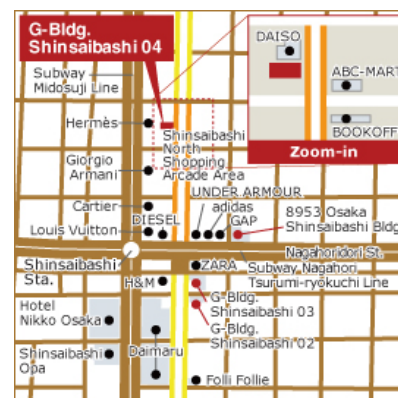 G-Bldg.
Shinsaibashi 04
Subway
Midosuji Line
DAISO
ABC-MART
BOOKOFF
Zoom-in
Hermès
Shinsaibashi
North
Shopping
Arcade Area
Giorgio
Armani
UNDER ARMOUR
adidas
Cartier
DIESEL
GAP
8953 Osaka
Shinsaibashi Bldg
Louis Vuitton
Nagahoridori St.
Shinsaibashi
Sta.
ZARA
Subway Nagahori
Tsurumi-ryokuchi Line
H&M
G-Bldg.
Shinsaibashi 03
Hotel
Nikko Osaka
G-Bldg.
Shinsaibashi 02
Shinsaibashi
Opa
Daimaru
Folli Follie